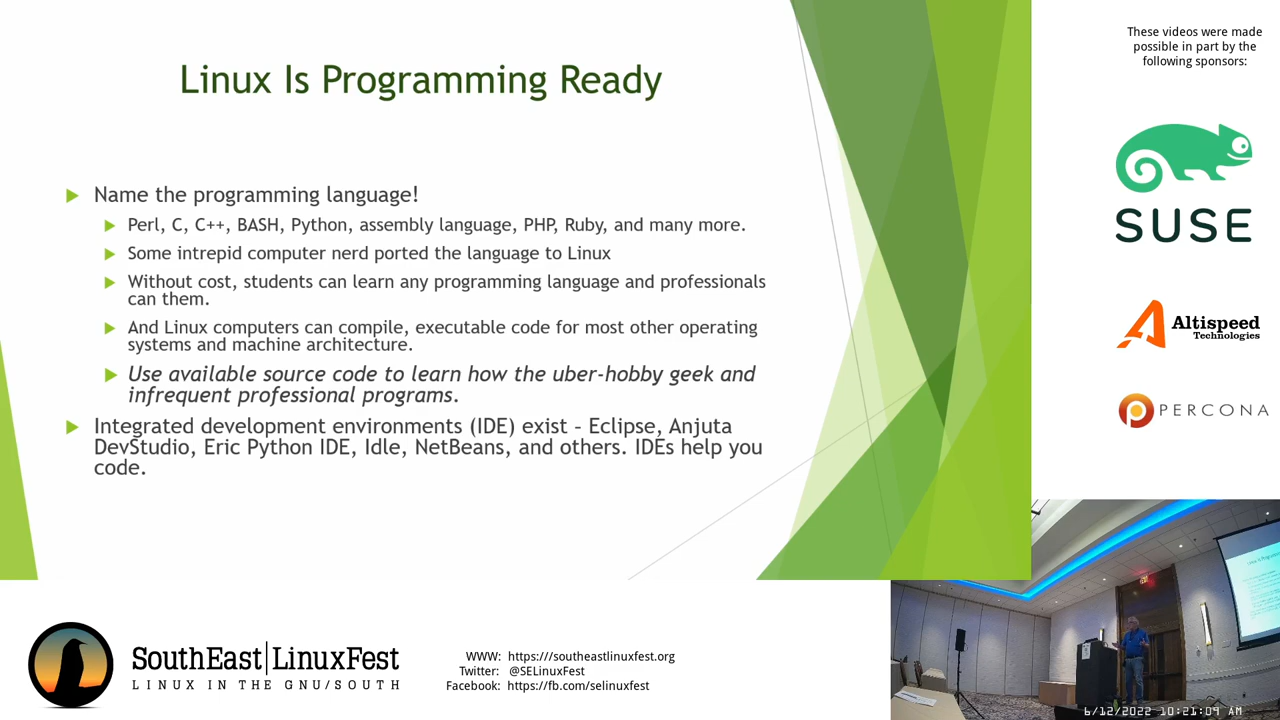 Linux Is Programming Ready
Name the programming language!
Perl, C, C++, BASH, Python, assembly language, PHP, Ruby, and many more.
Some intrepid computer nerd ported the language to Linux
Without cost, students can learn any programming language and professionals
can them.
And Linux computers can compile, executable code for most other operating
systems and machine architecture.
Use available source code to learn how the uber-hobby geek and
infrequent professional programs.
Integrated development environments (IDE) exist – Eclipse, Anjuta
DevStudio, Eric Python IDE, Idle, NetBeans, and others. IDEs help you
code.
These videos were made
possible in part by the
following sponsors:
SUSE
Altispeed
Technologies
PERCONA
SouthEast|LinuxFest
LINUX IN THE GNU/SOUTH
WWW: https://southeastlinuxfest.org
Twitter: @SELinuxFest
Facebook: https://fb.com/selinuxfest
6/12/2022 10:21:09 AM